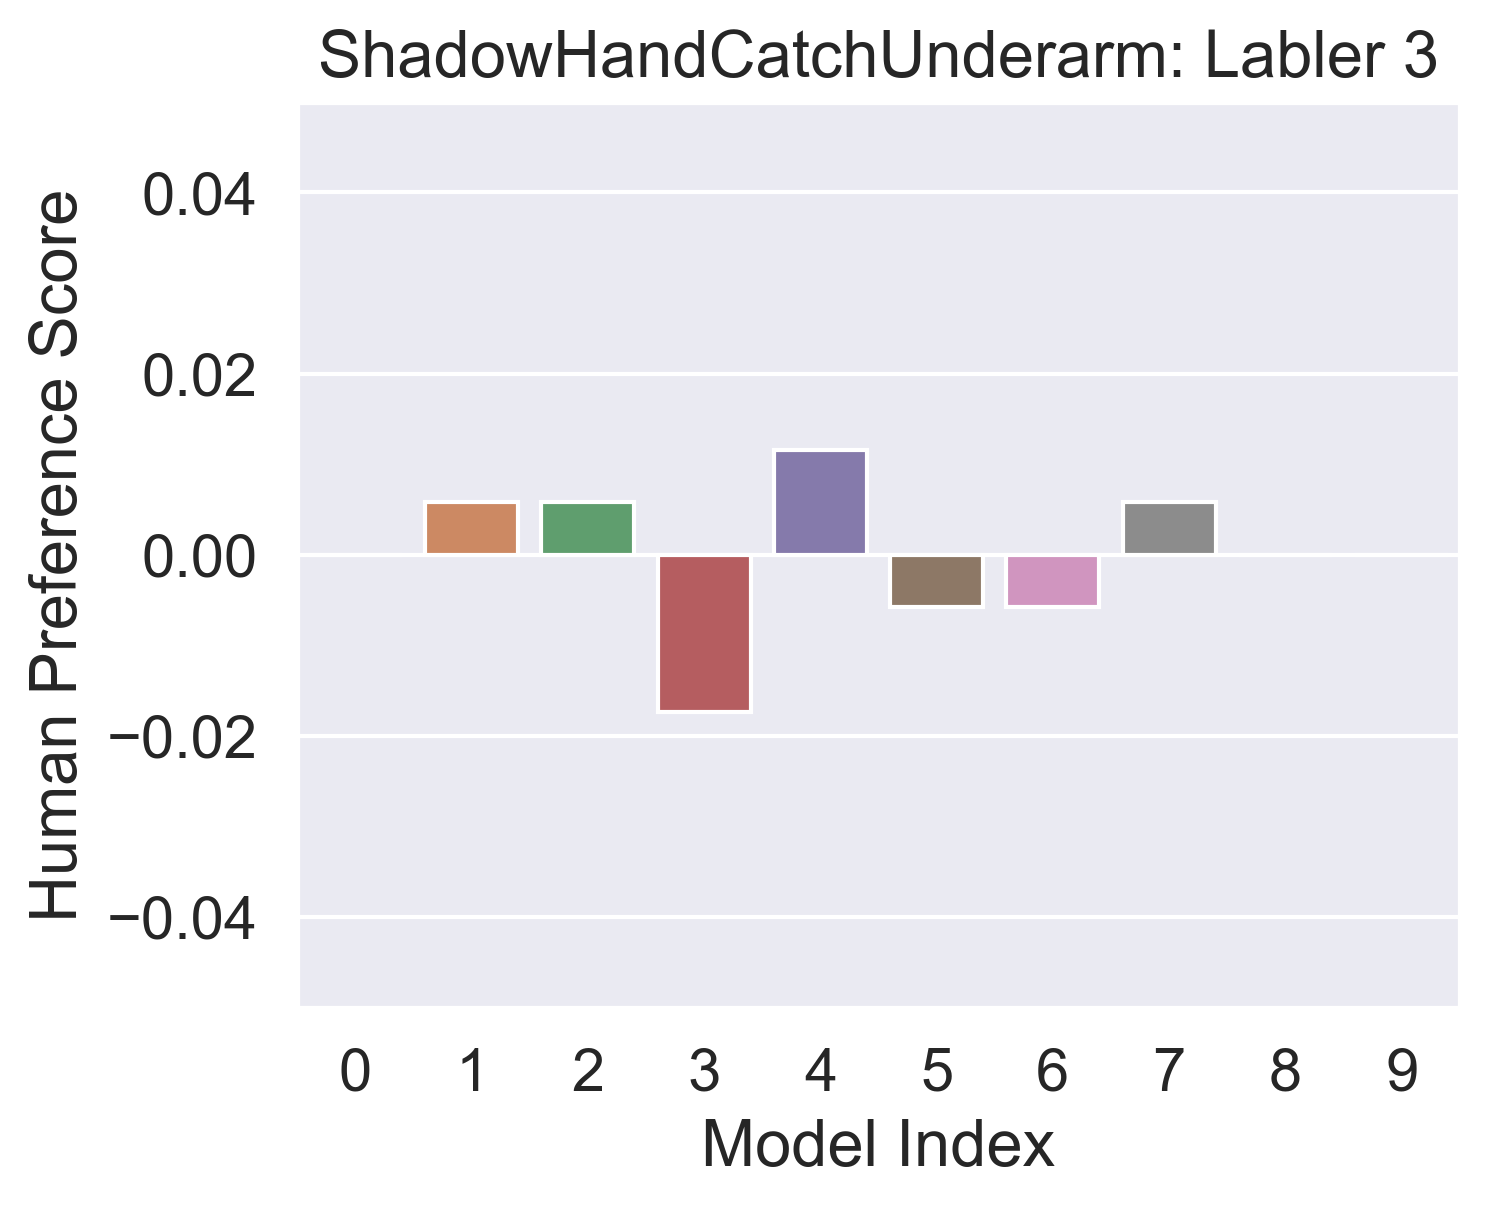 ShadowHandCatchUnderarm: Labler 3
Human Preference Score
0.04
0.02
0.00
−0.02
−0.04
0 1 2 3 4 5 6 7 8 9
Model Index